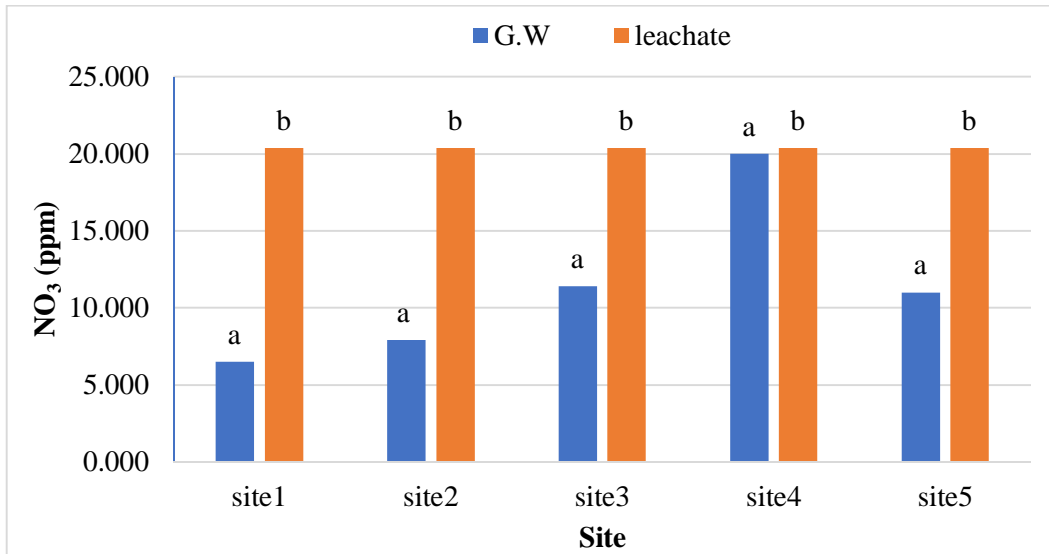 G.W leachate
25.000
20.000
15.000
10.000
5.000
0.000
NO₃ (ppm)
a b a b a b a b a b
site1 site2 site3 site4 site5
Site